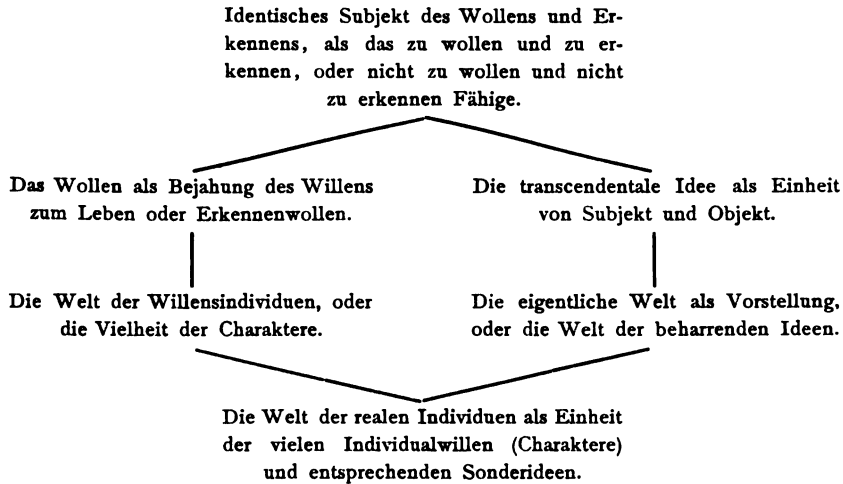 Identisches Subjekt des Wollens und Er-
kennens, als das zu wollen und zu er-
kennen, oder nicht zu wollen und nicht
zu erkennen Fähige.
Das Wollen als Bejahung des Willens
zum Leben oder Erkennenwollen.
Die transcendentale Idee als Einheit
von Subjekt und Objekt.
Die Welt der Willensindividuen, oder
die Vielheit der Charaktere.
Die eigentliche Welt als Vorstellung,
oder die Welt der beharrenden Ideen.
Die Welt der realen Individuen als Einheit
der vielen Individualwillen (Charaktere)
und entsprechenden Sonderideen.